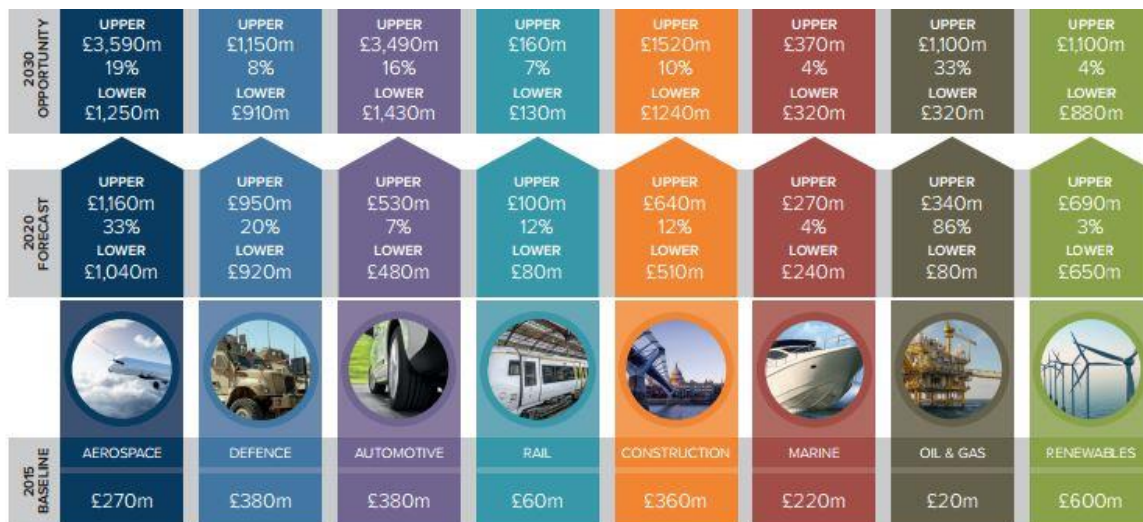 2030
OPPORTUNITY
UPPER
£3,590m
19%
LOWER
£1,250m
UPPER
£1,150m
8%
LOWER
£910m
UPPER
£3,490m
16%
LOWER
£1,430m
UPPER
£160m
7%
LOWER
£130m
UPPER
£1520m
10%
LOWER
£1240m
UPPER
£370m
4%
LOWER
£320m
UPPER
£1,100m
33%
LOWER
£320m
UPPER
£1,100m
4%
LOWER
£880m
2020
FORECAST
UPPER
£1,160m
33%
LOWER
£1,040m
UPPER
£950m
20%
LOWER
£920m
UPPER
£530m
7%
LOWER
£480m
UPPER
£100m
12%
LOWER
£80m
UPPER
£640m
12%
LOWER
£510m
UPPER
£270m
4%
LOWER
£240m
UPPER
£340m
86%
LOWER
£80m
UPPER
£690m
3%
LOWER
£650m
2015
BASELINE
AEROSPACE
£270m
DEFENCE
£380m
AUTOMOTIVE
£380m
RAIL
£60m
CONSTRUCTION
£360m
MARINE
£220m
OIL & GAS
£20m
RENEWABLES
£600m